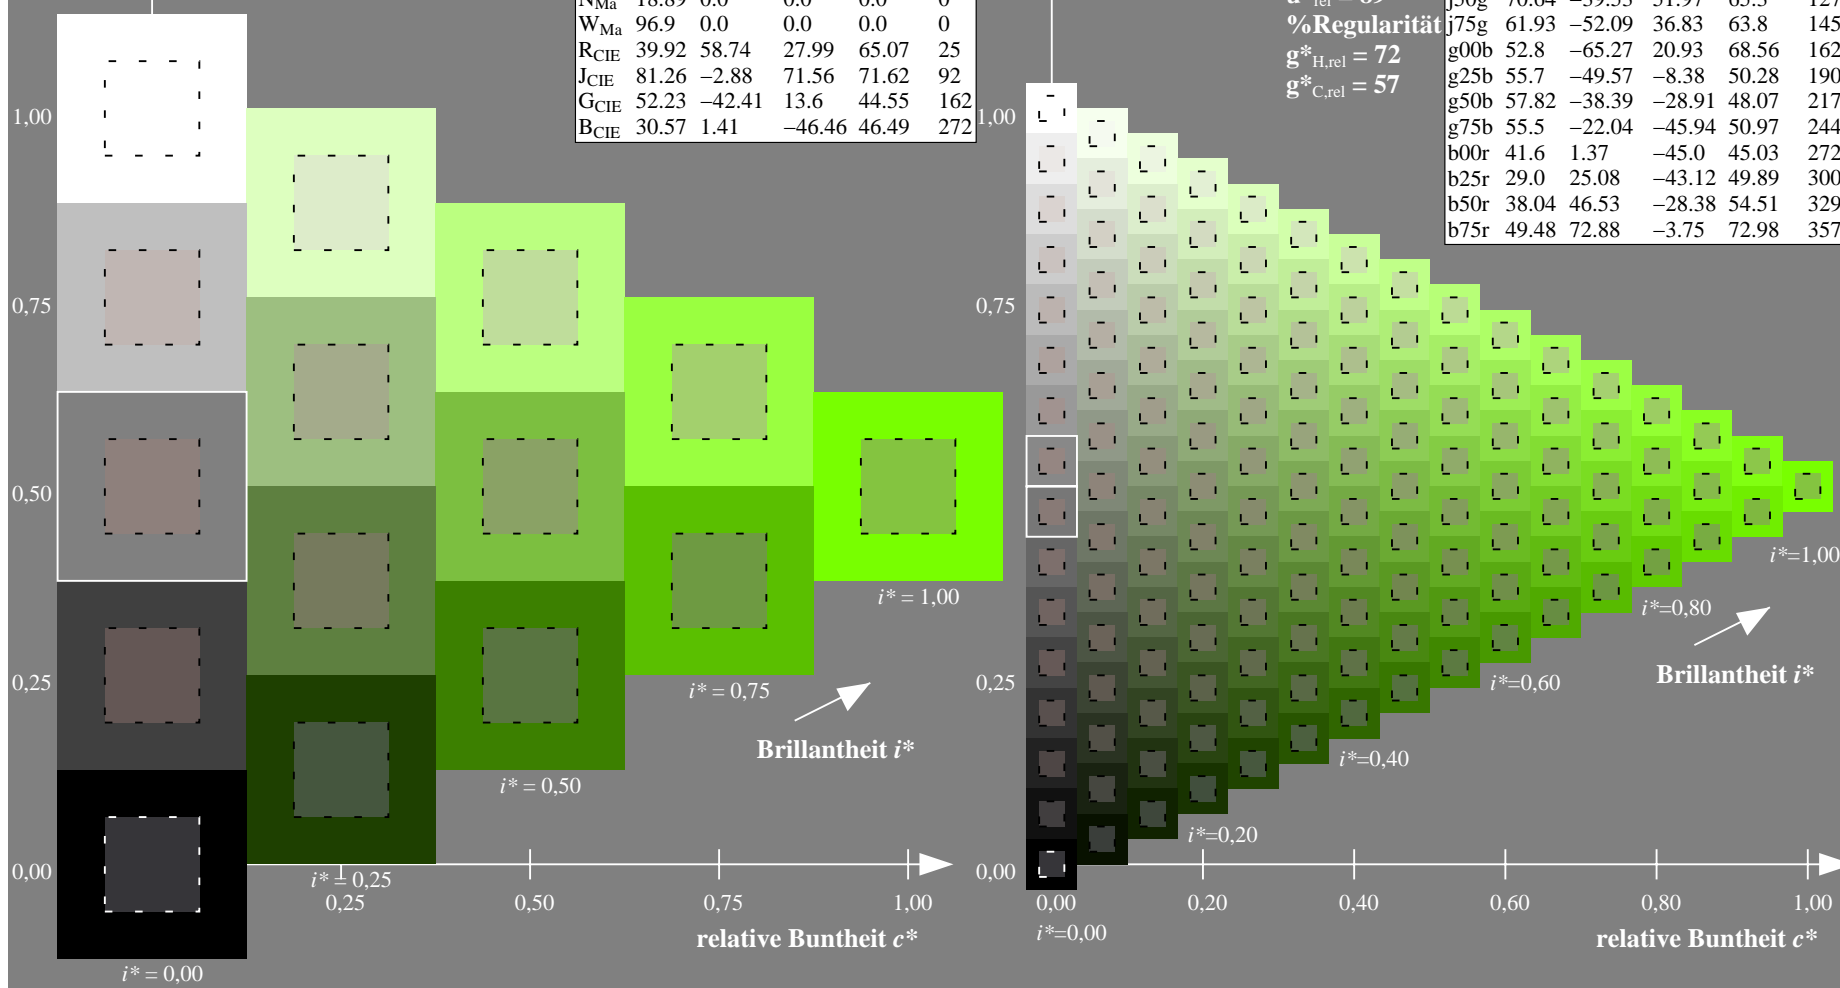 N_Ma 18.89 0.0 0.0 0.0 0
W_Ma 96.9 0.0 0.0 0.0 0
R_CIE 39.92 58.74 27.99 65.07 25
J_CIE 81.26 −2.88 71.56 71.62 92
G_CIE 52.23 −42.41 13.6 44.55 162
B_CIE 30.57 1.41 −46.46 46.49 272
%Regularität
g*H,rel = 72
g*C,rel = 57
j75g 61.93 −52.09 36.83 63.8 145
g00b 52.8 −65.27 20.93 68.56 162
g25b 55.7 −49.57 −8.38 50.28 190
g50b 57.82 −38.39 −28.91 48.07 217
g75b 55.5 −22.04 −45.94 50.97 244
b00r 41.6 1.37 −45.0 45.03 272
b25r 29.0 25.08 −43.12 49.89 300
b50r 38.04 46.53 −28.38 54.51 329
b75r 49.48 72.88 −3.75 72.98 357
1,00
0,75
0,50
0,25
0,00
i* = 1,00
i* = 0,75
Brillantheit i*
i* = 0,50
i* = 0,25
0,25 0,50 0,75 1,00
relative Buntheit c*
i* = 0,00
1,00
0,75
0,50
0,25
0,00
i*=1,00
i*=0,80
Brillantheit i*
i*=0,60
i*=0,40
i*=0,20
0,00 0,20 0,40 0,60 0,80 1,00
i*=0,00
relative Buntheit c*